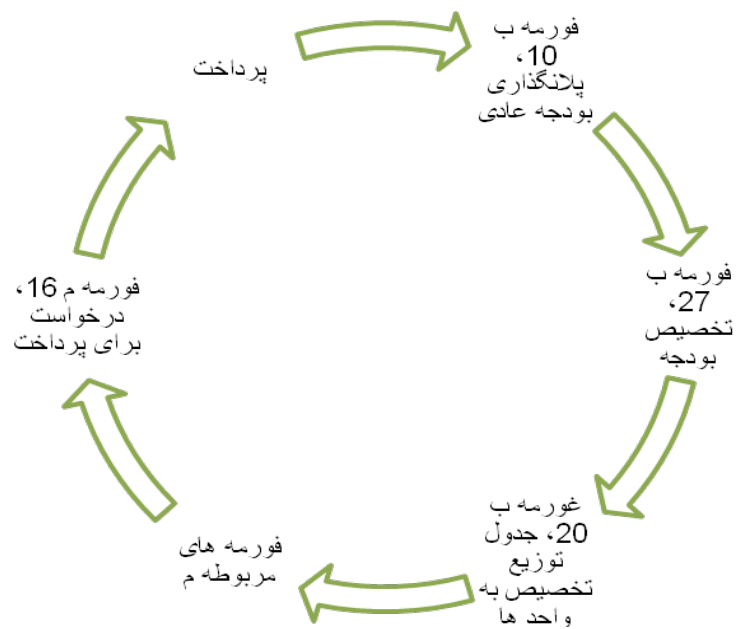 فورمه ب
10،
پلانگذاری
بودجه عادی
فورمه ب
27،
تخصیص
بودجه
غورمه ب
20، جدول
توزیع
تخصیص به
واحد ها
فورمه های
مربوطه م
فورمه م 16،
درخواست
برای پرداخت
پرداخت